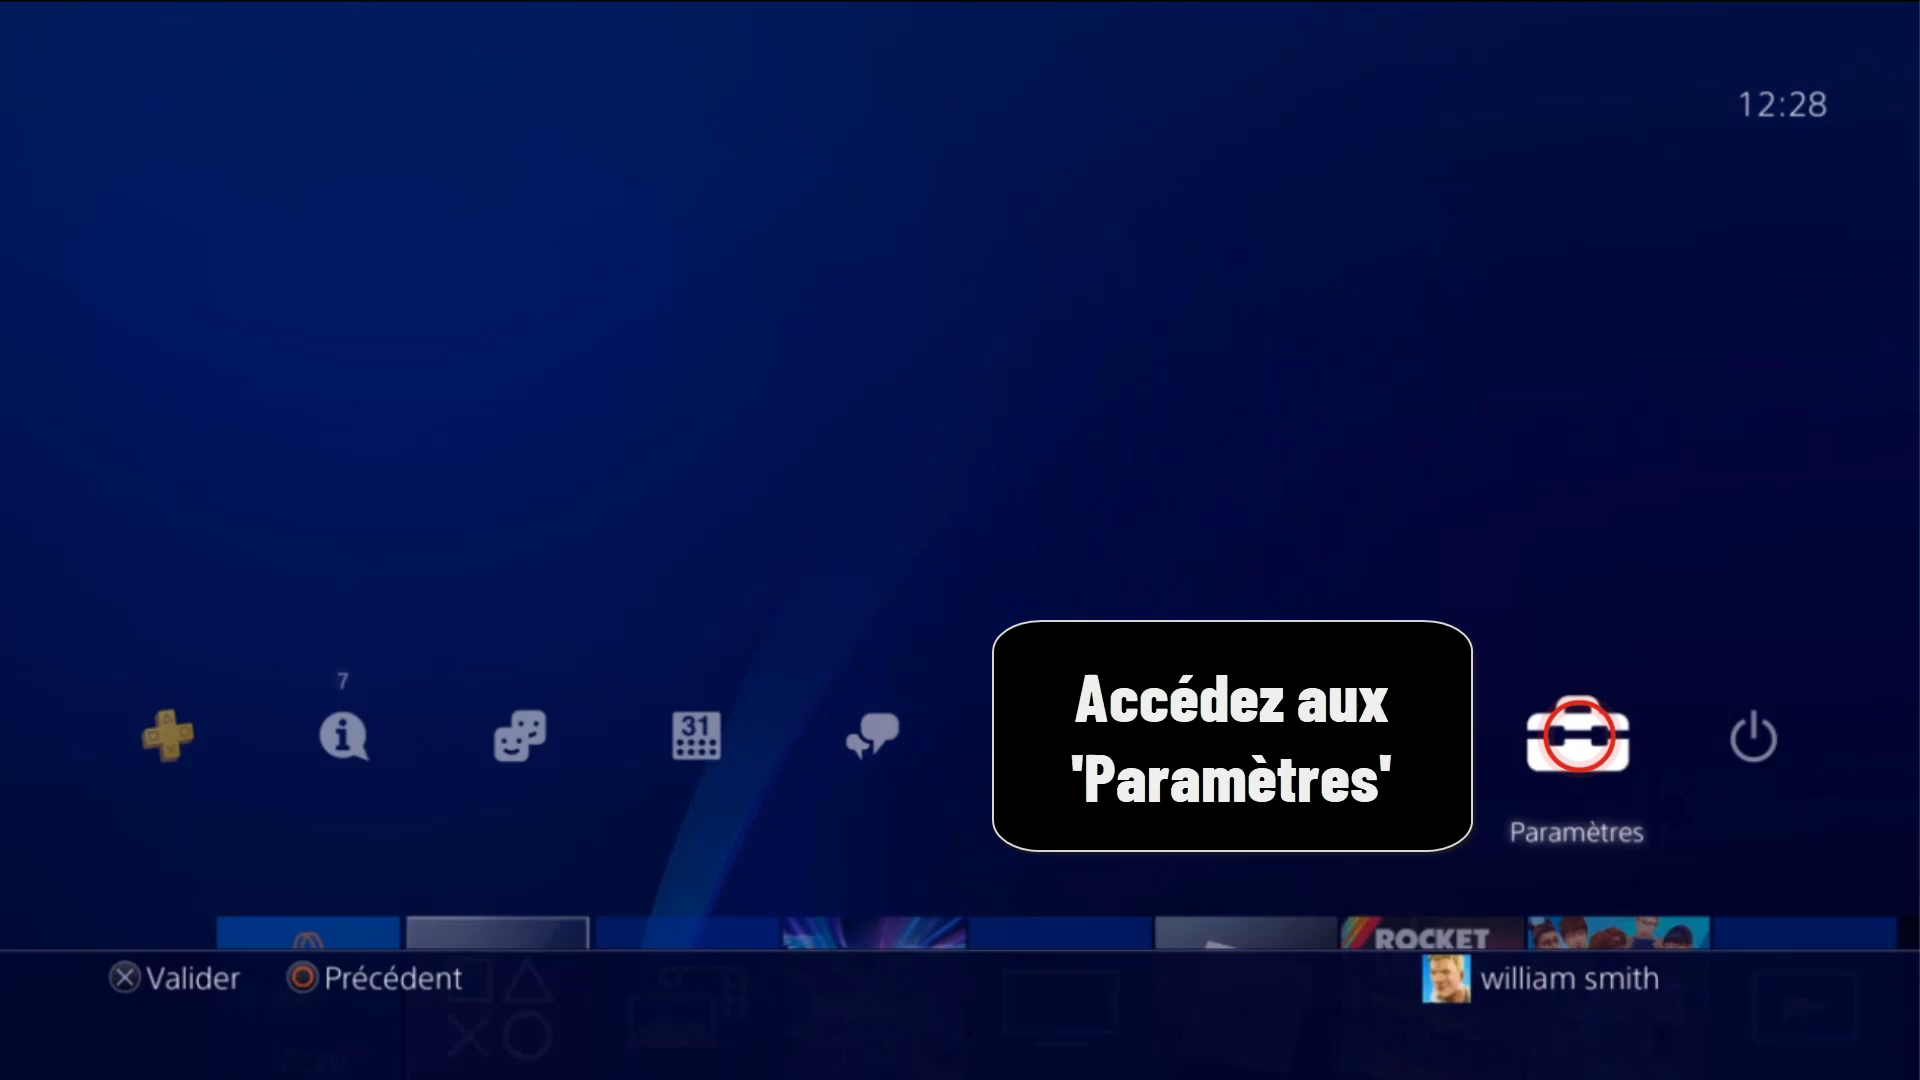 12:28
7
31
Accédez aux
'Paramètres'
Paramètres
ROCKET
Valider
Précédent
william smith